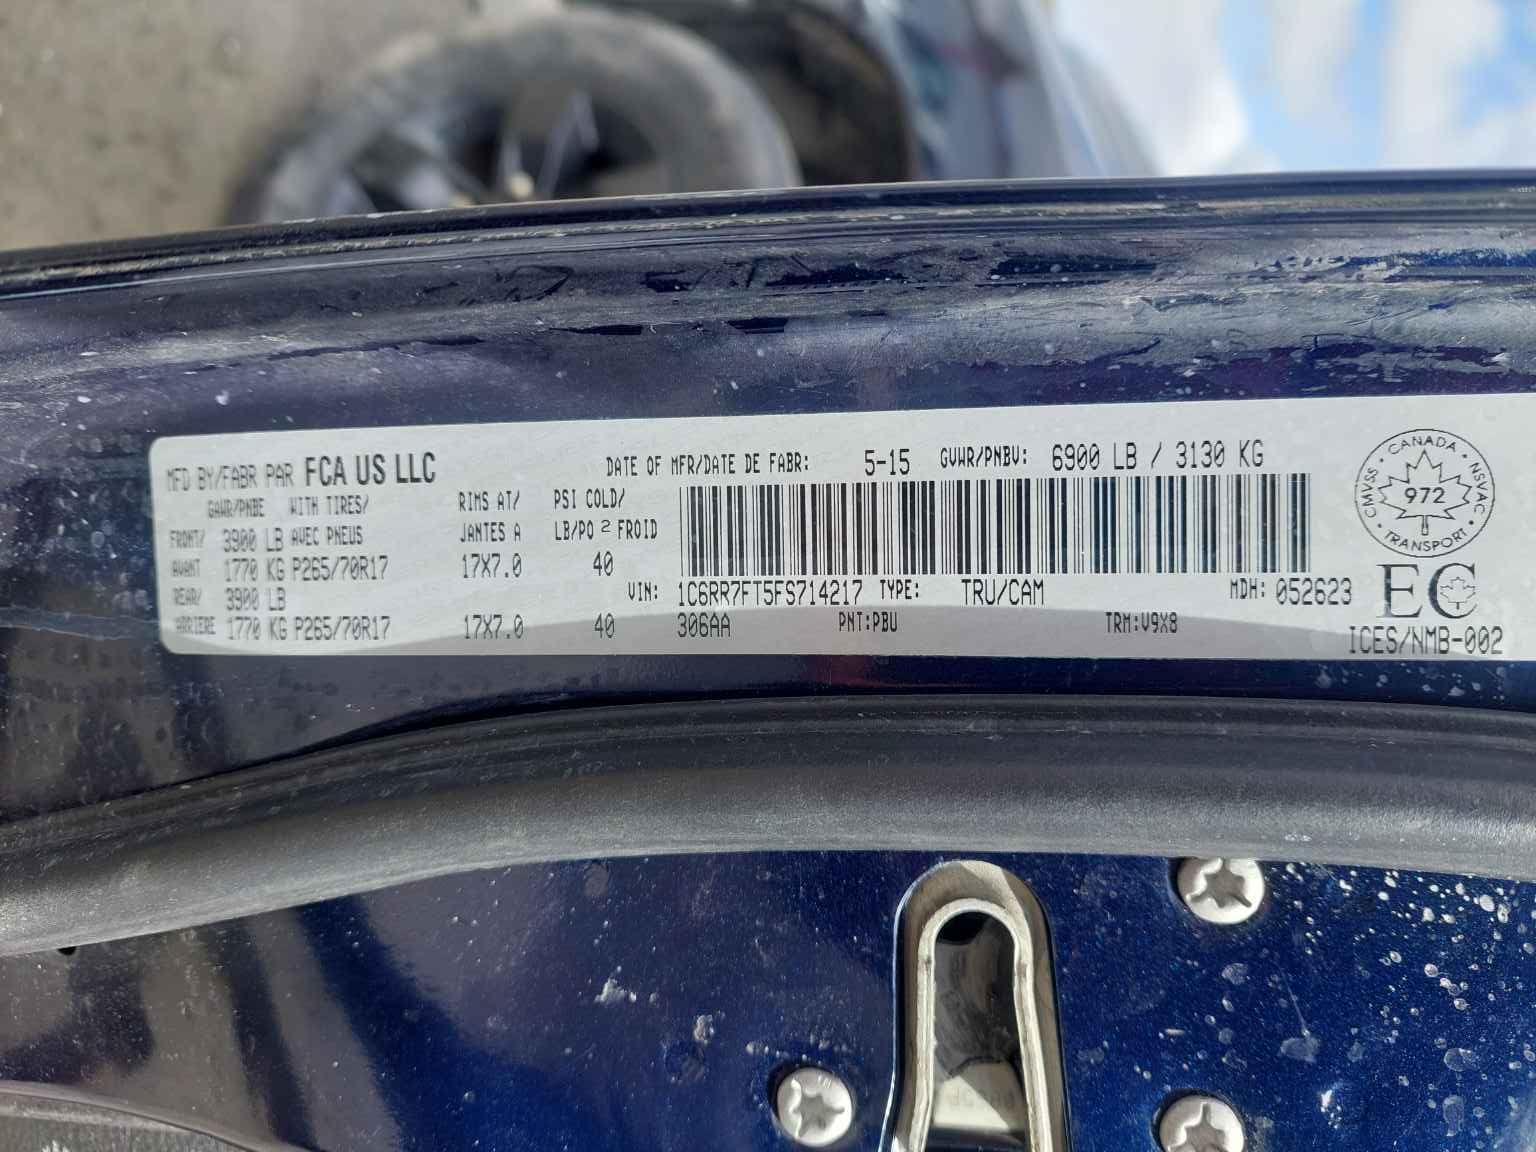 MFD BY/FABR PAR FCA US LLC
DATE OF MFR/DATE DE FABR: 5-15 GVWR/PNBV: 6900 LB / 3130 KG
GAWR/PNBE WITH TIRES/ RIMS AT/ PSI COLD/
FRONT/ 3900 LB AVEC PNEUS JANTES A LB/PO 2 FROID
AVANT 1770 KG P265/70R17 17X7.0 40
REAR/ 3900 LB
ARRIERE 1770 KG P265/70R17 17X7.0 40
VIN: 1C6RR7FT5FS714217 TYPE: TRU/CAM MDH: 052623
306AA PNT:PBU TRM:V9X8
CANADA
CMVSS · NSVAC
972
TRANSPORT
EC
ICES/NMB-002